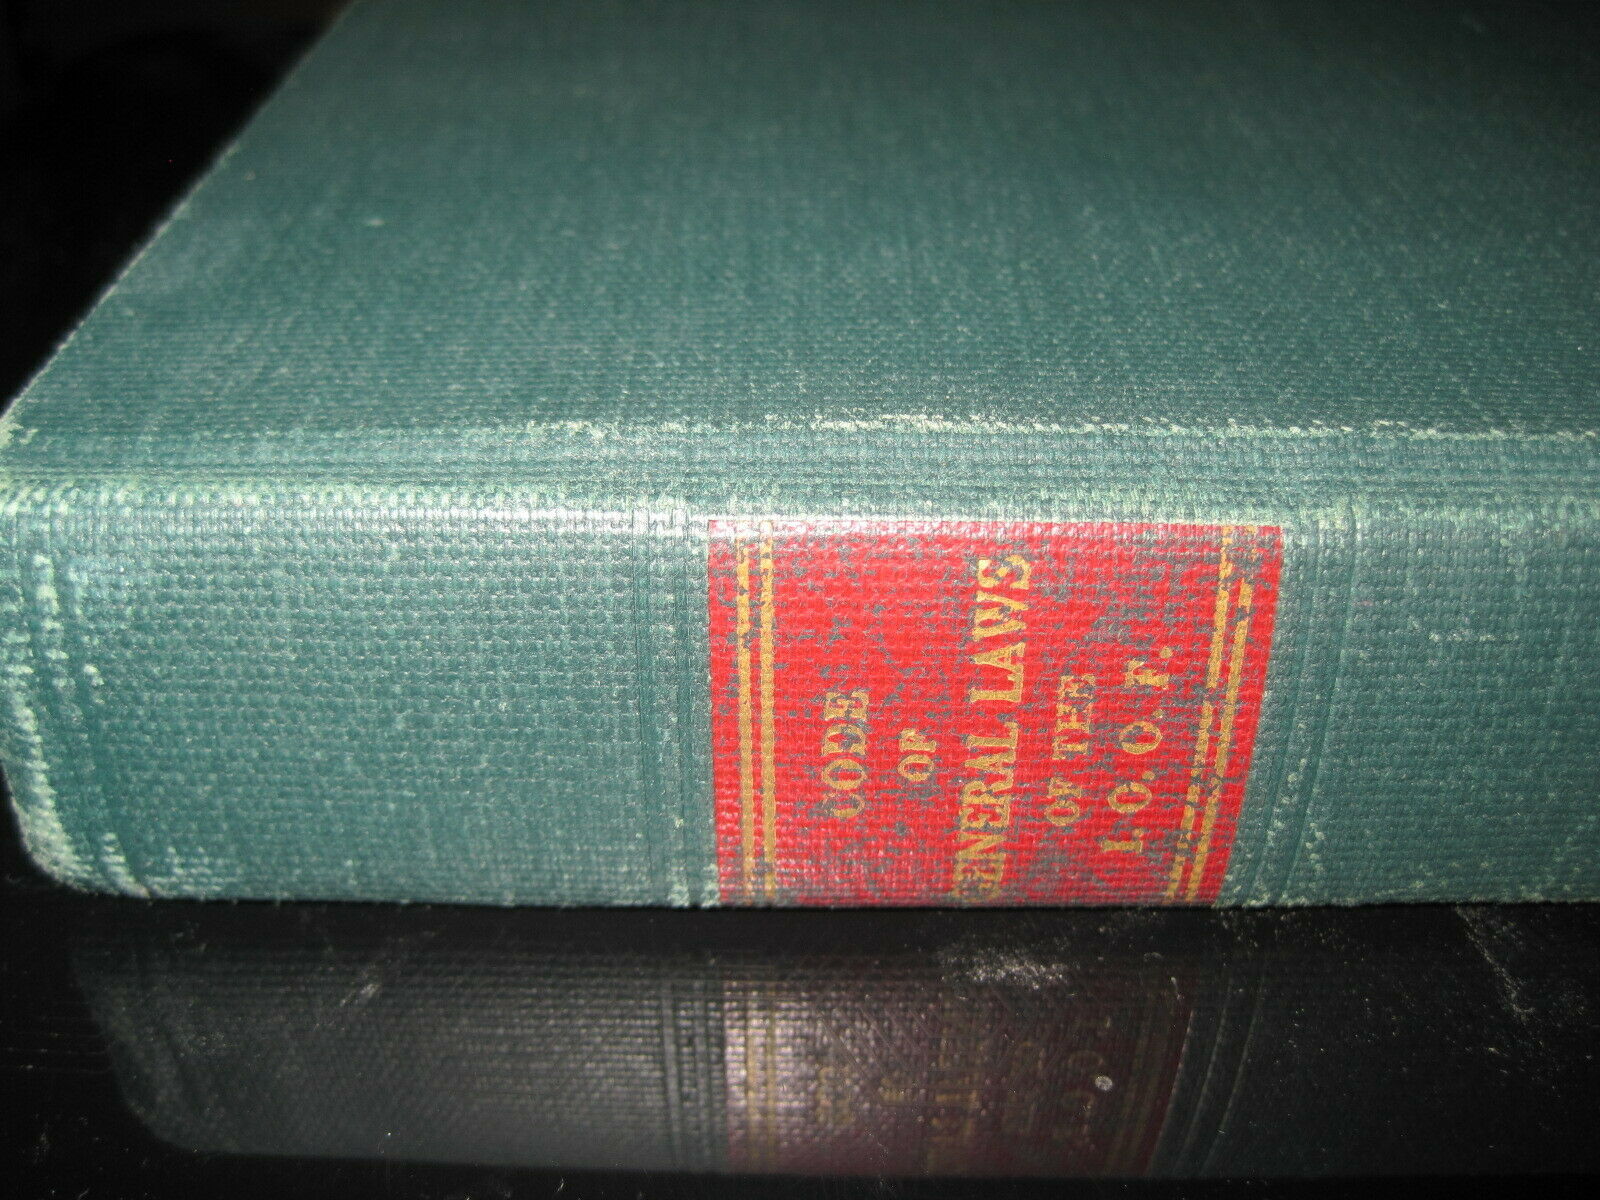 CODE
OF
GENERAL LAWS
OF THE
I. O. O. F.